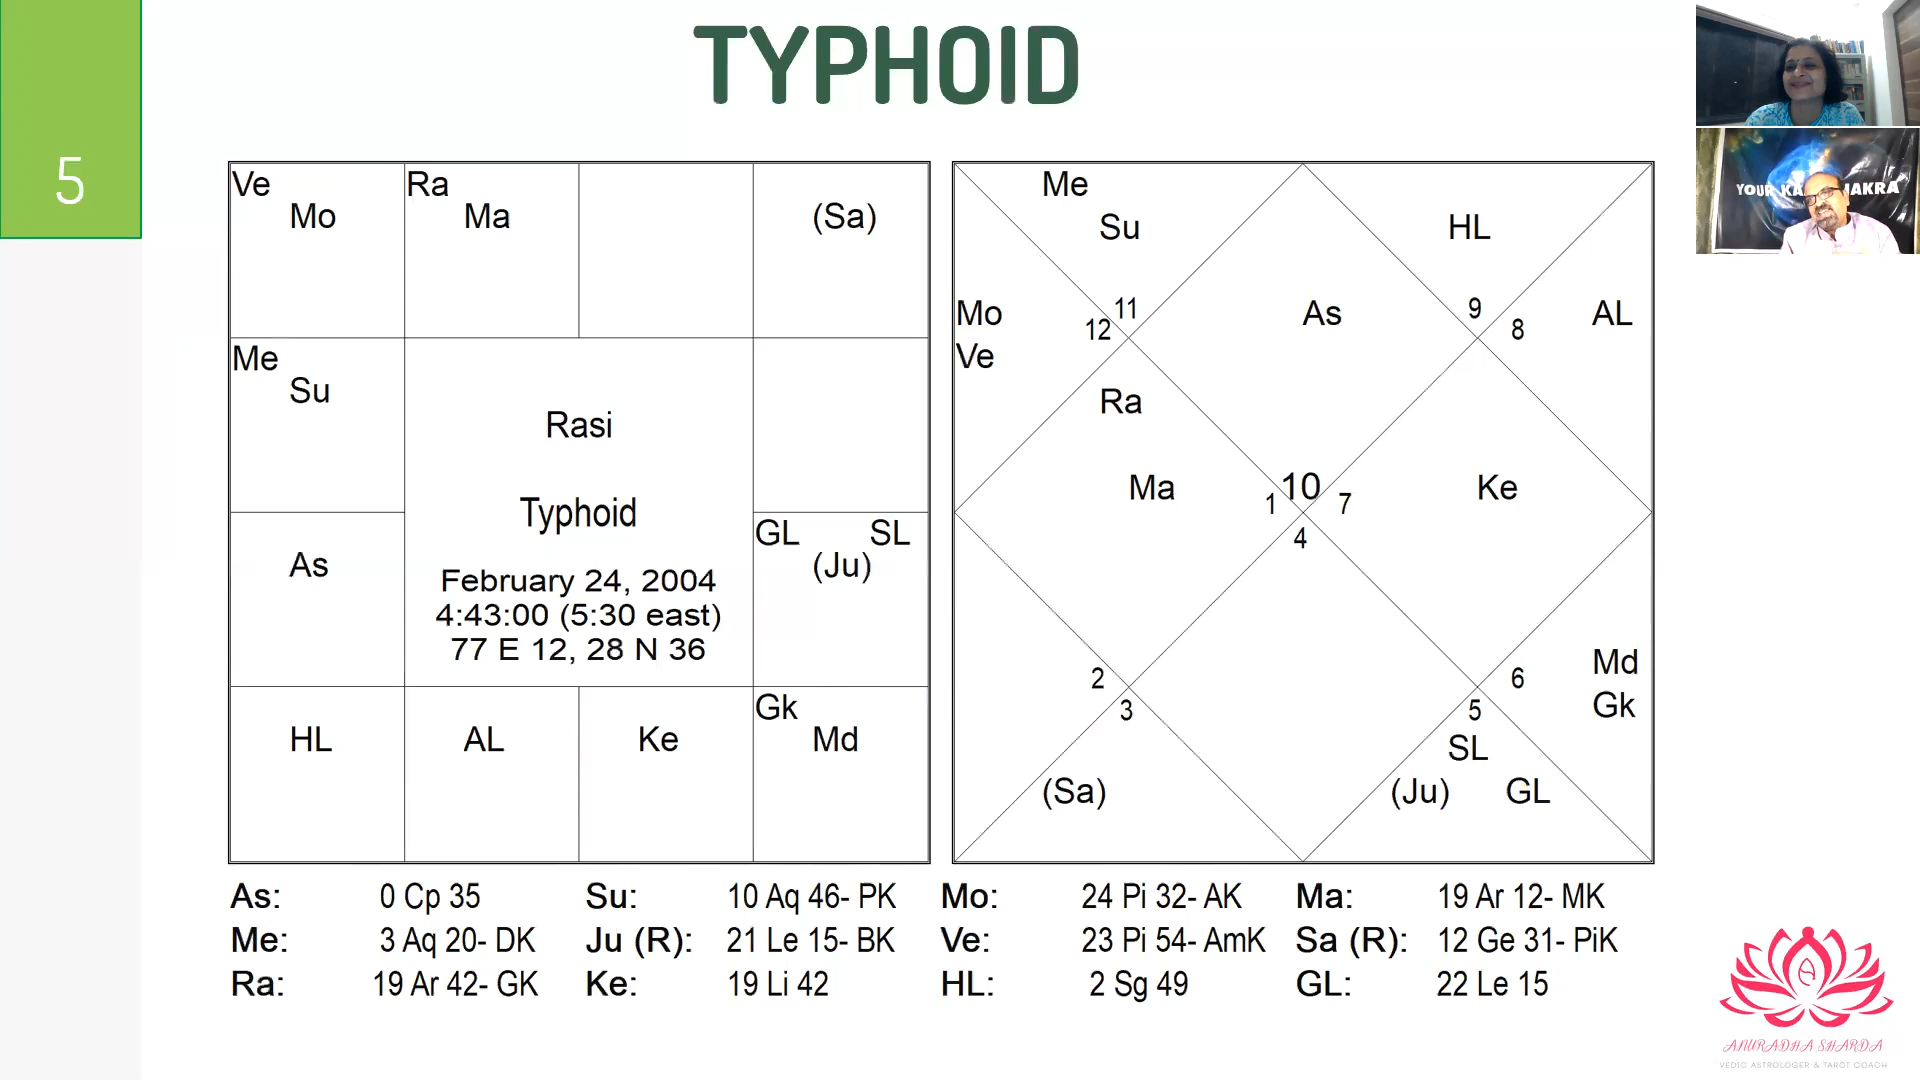 TYPHOID
5
Ve
Mo
Ra
Ma
(Sa)
Me
Su
As
Rasi
Typhoid
February 24, 2004
4:43:00 (5:30 east)
77 E 12, 28 N 36
GL SL
(Ju)
HL
AL
Ke
Gk
Md
Me
Su
HL
Mo
Ve
11
12
As
9
8
AL
Ra
Ma
10
1
7
4
Ke
2
3
6
5
Md
Gk
(Sa)
SL
(Ju) GL
As: 0 Cp 35 Su: 10 Aq 46- PK Mo: 24 Pi 32- AK Ma: 19 Ar 12- MK
Me: 3 Aq 20- DK Ju (R): 21 Le 15- BK Ve: 23 Pi 54- AmK Sa (R): 12 Ge 31- PiK
Ra: 19 Ar 42- GK Ke: 19 Li 42 HL: 2 Sg 49 GL: 22 Le 15
ANURADHA SHARDA
VEDIC ASTROLOGER & TAROT COACH